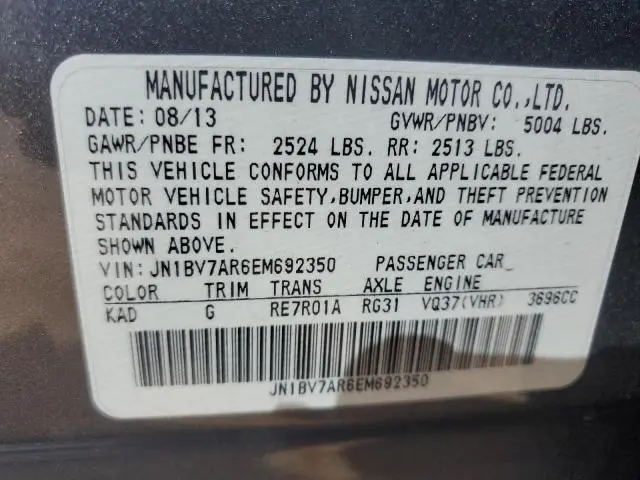 MANUFACTURED BY NISSAN MOTOR CO.,LTD.
DATE: 08/13 GVWR/PNBV: 5004 LBS.
GAWR/PNBE FR: 2524 LBS. RR: 2513 LBS.
THIS VEHICLE CONFORMS TO ALL APPLICABLE FEDERAL
MOTOR VEHICLE SAFETY,BUMPER,AND THEFT PREVENTION
STANDARDS IN EFFECT ON THE DATE OF MANUFACTURE
SHOWN ABOVE.
VIN:JN1BV7AR6EM692350 PASSENGER CAR_
COLOR TRIM TRANS AXLE ENGINE
KAD G RE7R01A RG31 VQ37(VHR) 3696CC
JN1BV7AR6EM692350